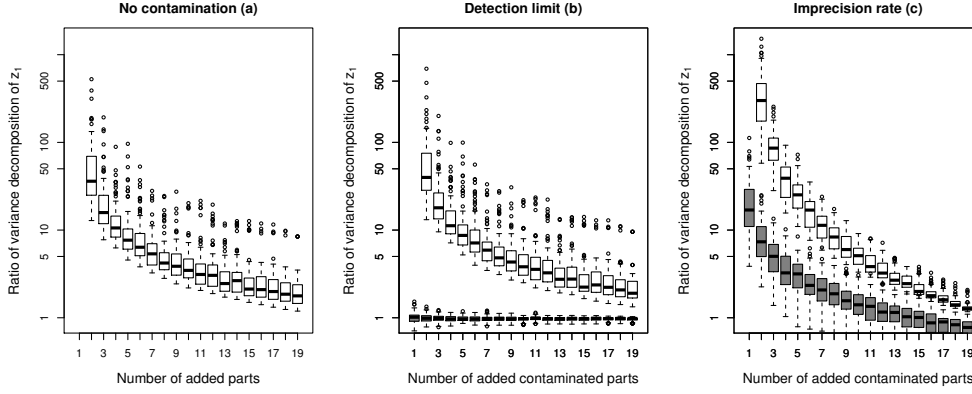 No contamination (a)
Ratio of variance decomposition of z1
500
100
50
10
5
1
1 3 5 7 9 11 13 15 17 19
Number of added parts
Detection limit (b)
Ratio of variance decomposition of z1
500
100
50
10
5
1
1 3 5 7 9 11 13 15 17 19
Number of added contaminated parts
Imprecision rate (c)
Ratio of variance decomposition of z1
500
100
50
10
5
1
1 3 5 7 9 11 13 15 17 19
Number of added contaminated parts